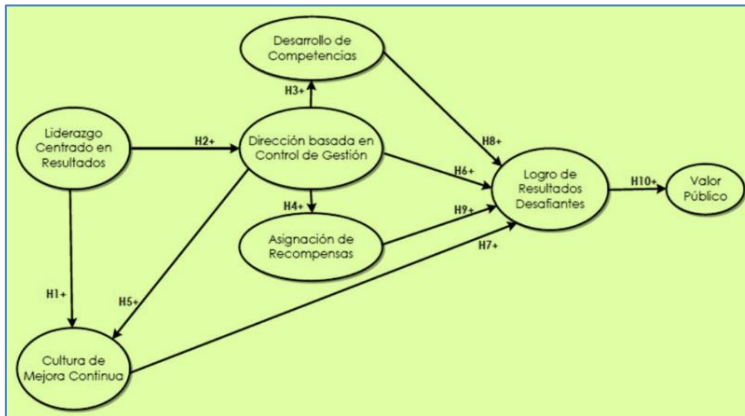 Desarrollo de
Competencias
H3+
H8+
Liderazgo
Centrado en
Resultados
H2+
Dirección basada en
Control de Gestión
H6+
Logro de
Resultados
Desafiantes
H10+
Valor
Público
H4+
H9+
Asignación de
Recompensas
H7+
H1+
H5+
Cultura de
Mejora Continua